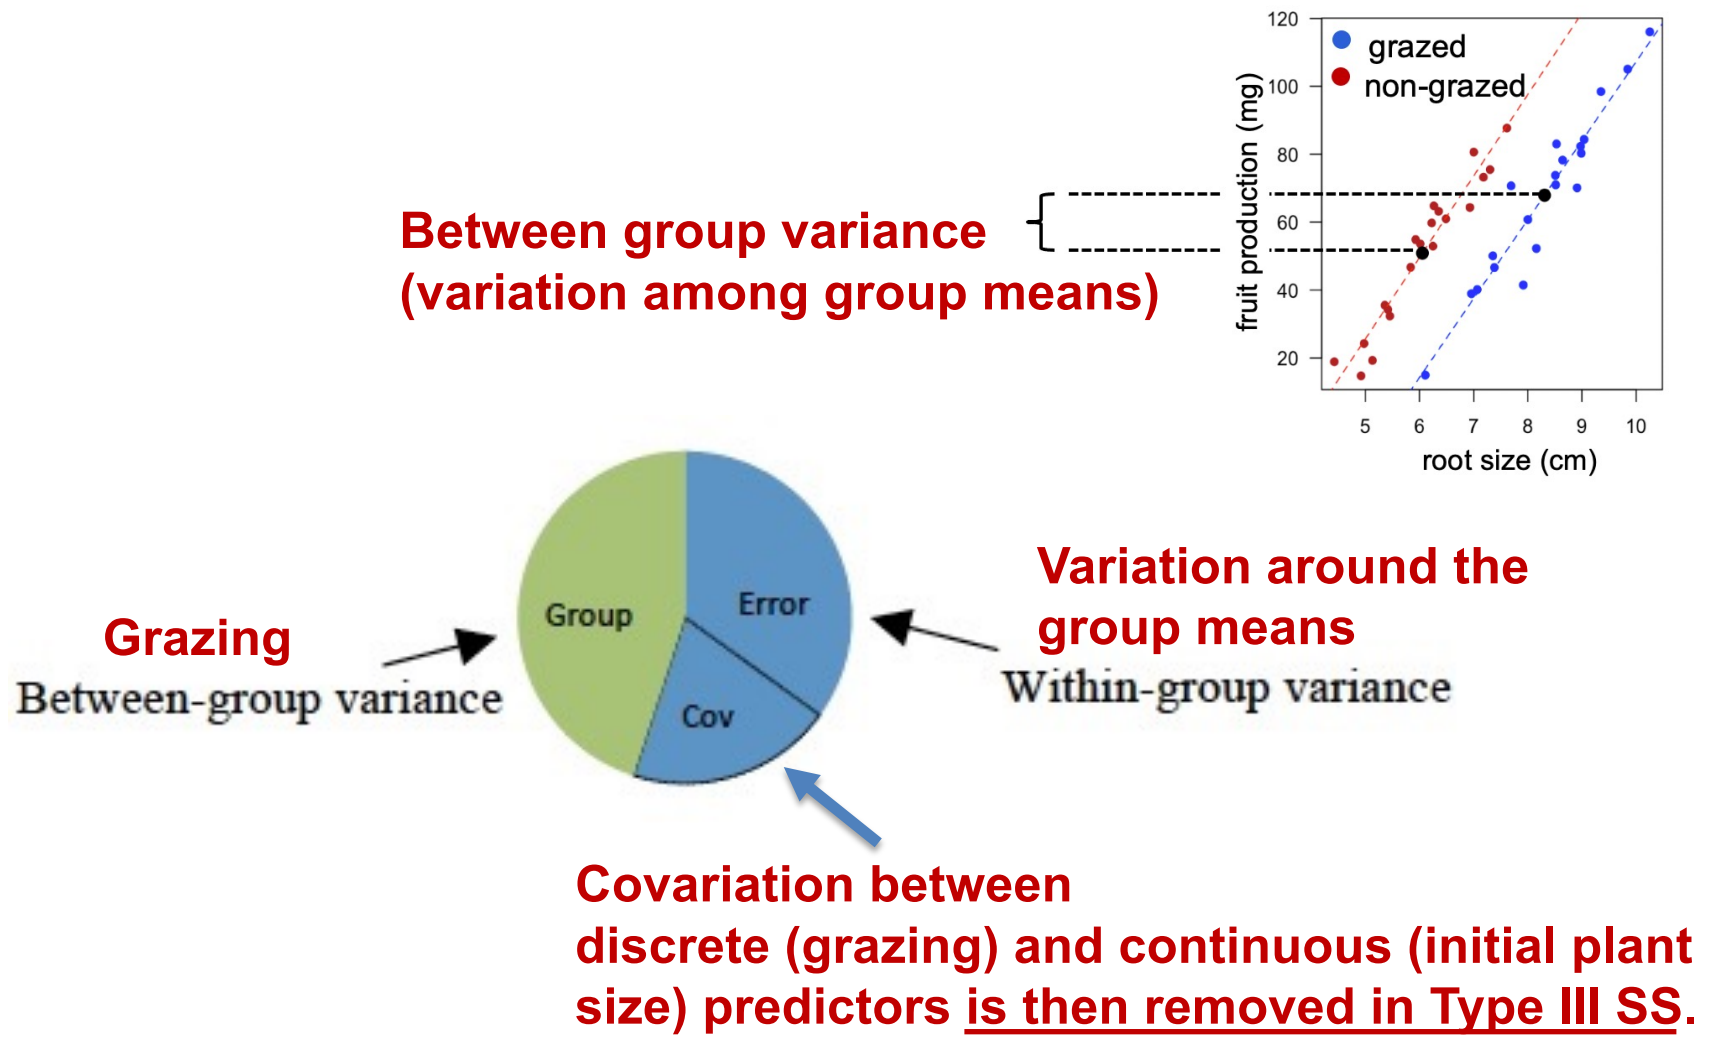 120
grazed
non-grazed
100
80
60
40
20
fruit production (mg)
5 6 7 8 9 10
root size (cm)
Between group variance
(variation among group means)
Group
Error
Cov
Grazing
Between-group variance
Variation around the
group means
Within-group variance
Covariation between
discrete (grazing) and continuous (initial plant
size) predictors is then removed in Type III SS.